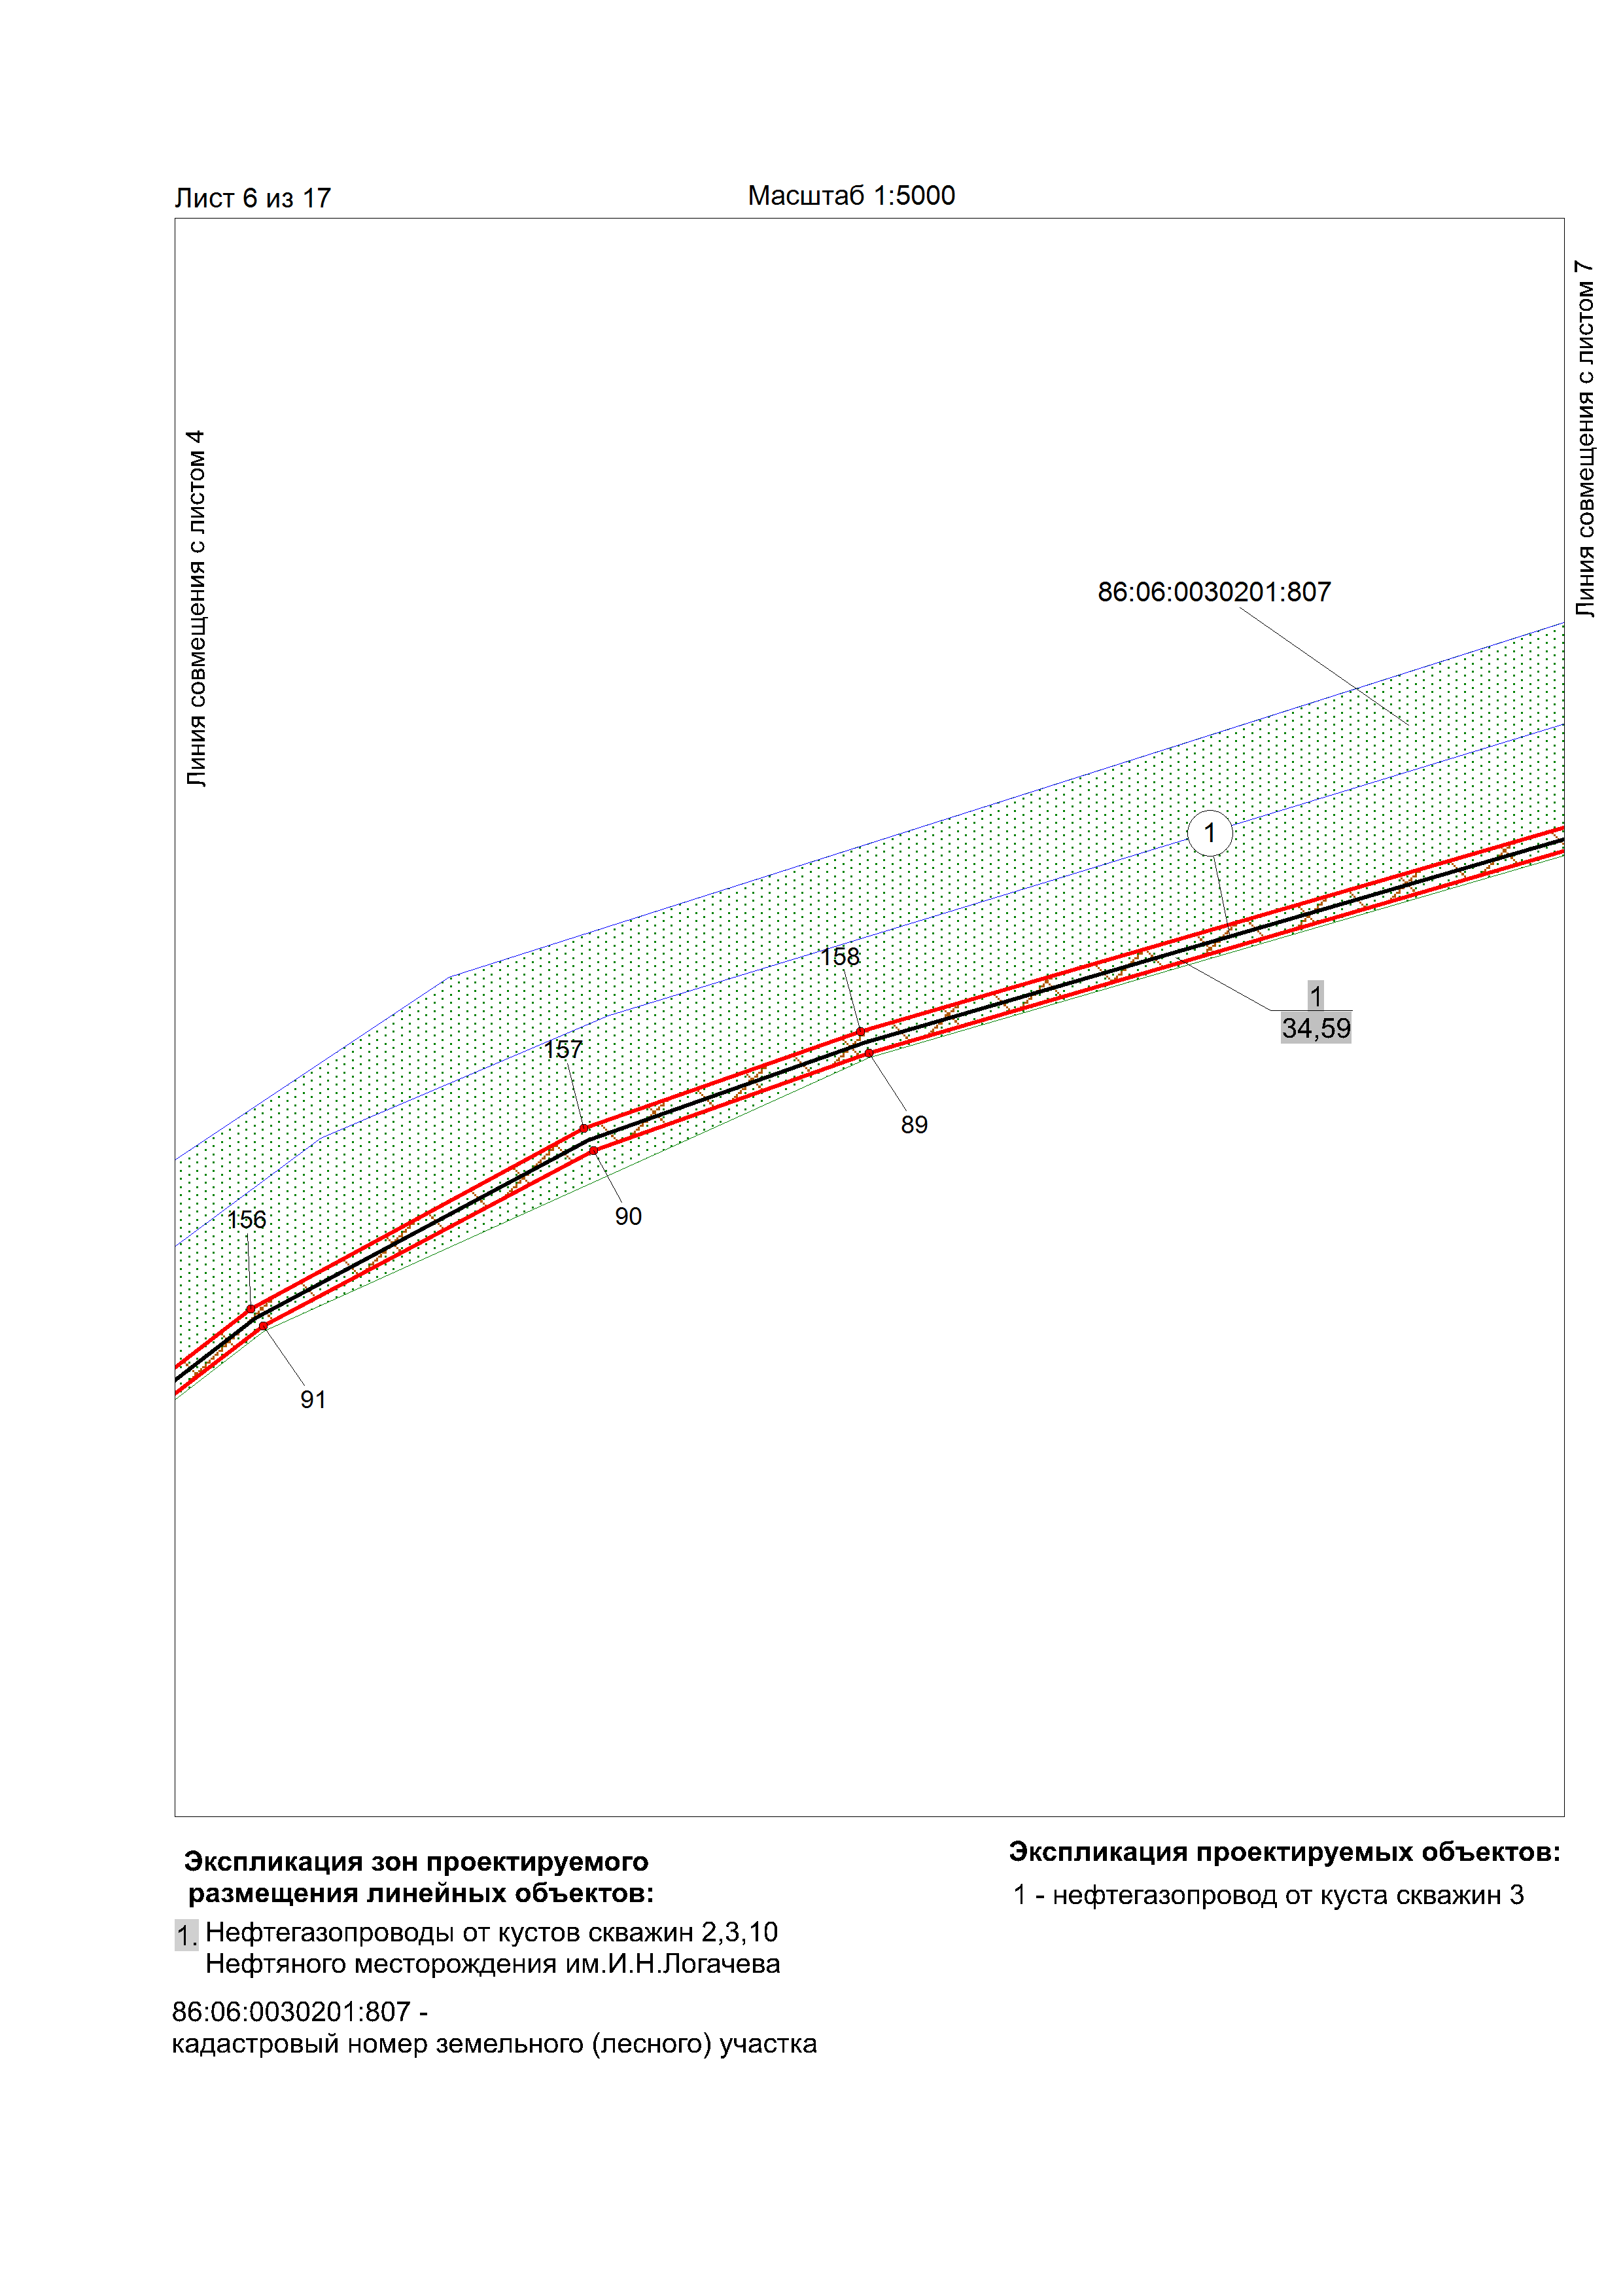 Лист 6 из 17
Масштаб 1:5000
Линия совмещения с листом 4
Линия совмещения с листом 7
86:06:0030201:807
1
158
1
34,59
157
89
90
156
91
Экспликация зон проектируемого
размещения линейных объектов:
1. Нефтегазопроводы от кустов скважин 2,3,10
Нефтяного месторождения им.И.Н.Логачева
86:06:0030201:807 -
кадастровый номер земельного (лесного) участка
Экспликация проектируемых объектов:
1 - нефтегазопровод от куста скважин 3